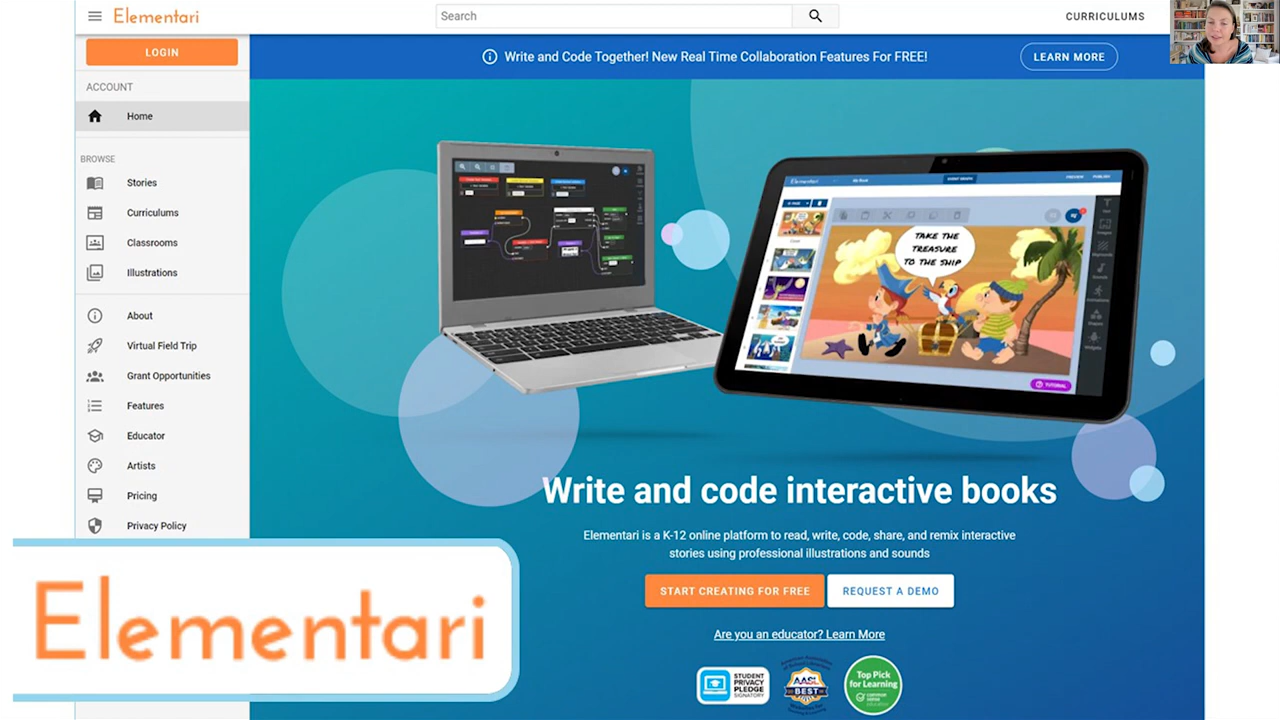 Elementari
Search
CURRICULUMS
LOGIN
Write and Code Together! New Real Time Collaboration Features For FREE!
LEARN MORE
ACCOUNT
Home
BROWSE
Stories
Curriculums
Classrooms
Illustrations
About
Virtual Field Trip
Grant Opportunities
Features
Educator
Artists
Pricing
Privacy Policy
TAKE THE
TREASURE
TO THE SHIP
PREVIEW
PUBLISH
TUTORIAL
Write and code interactive books
Elementari is a K-12 online platform to read, write, code, share, and remix interactive
stories using professional illustrations and sounds
START CREATING FOR FREE
REQUEST A DEMO
Are you an educator? Learn More
STUDENT
PRIVACY
PLEDGE
SIGNATORY
AASL
BEST
Top Pick
for Learning
Elementari